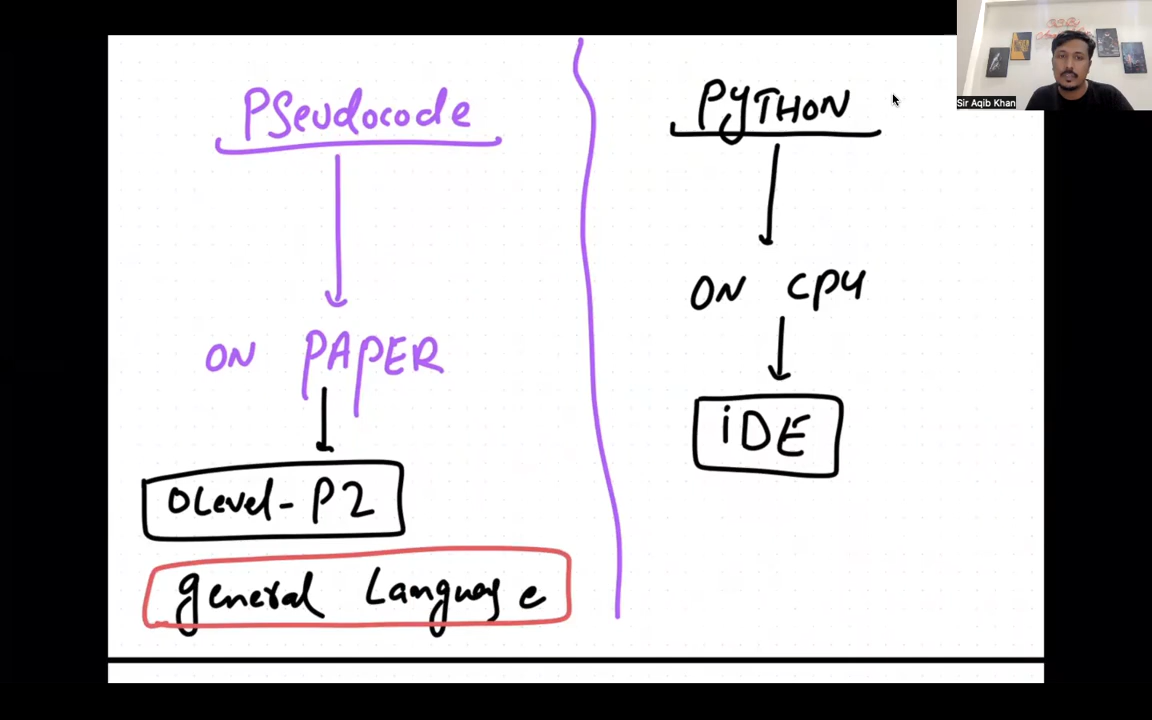 PSeudocode
ON PAPER
OLevel-P2
general Language
PYTHON
ON CPU
iDE
Sir Aqib Khan